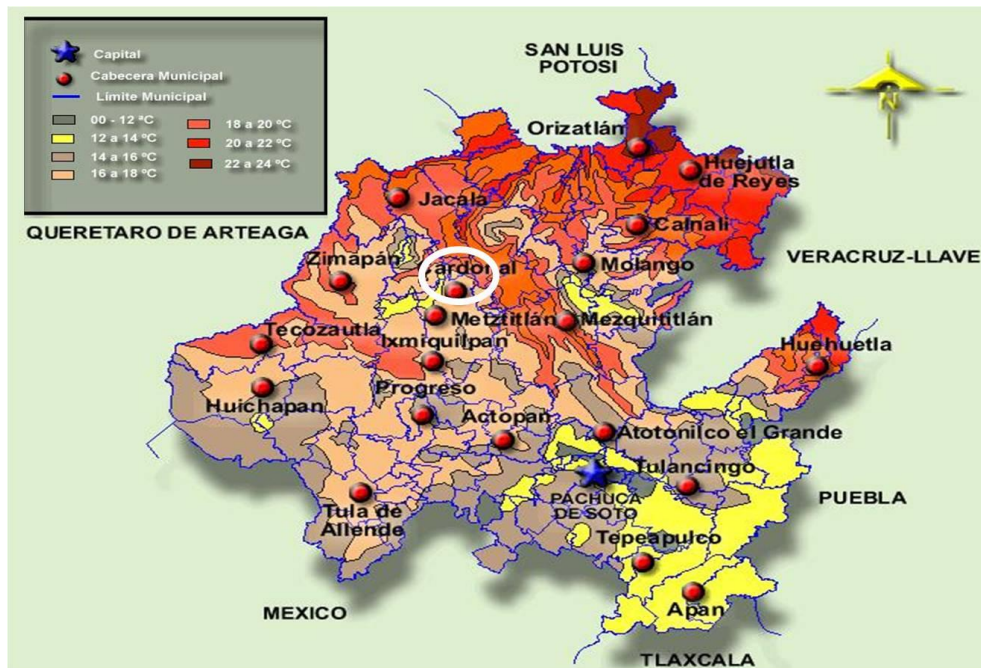 Capital
Cabecera Municipal
Límite Municipal
00 - 12 ºC
12 a 14 ºC
14 a 16 ºC
16 a 18 ºC
18 a 20 ºC
20 a 22 ºC
22 a 24 ºC
SAN LUIS
POTOSI
N
Orizatlán
Huejutla
de Reyes
Jacala
Calnali
QUERETARO DE ARTEAGA
Zimapán
ardonal
Molango
VERACRUZ-LLAVE
Metztitlán
Mezquititlán
Tecozautla
Ixmiquilpan
Huehuetla
Progreso
Huichapan
Actopan
Atotonilco el Grande
Tulancingo
PACHUCA
DE SOTO
PUEBLA
Tula de
Allende
Tepeapulco
MEXICO
Apan
TLAXCALA